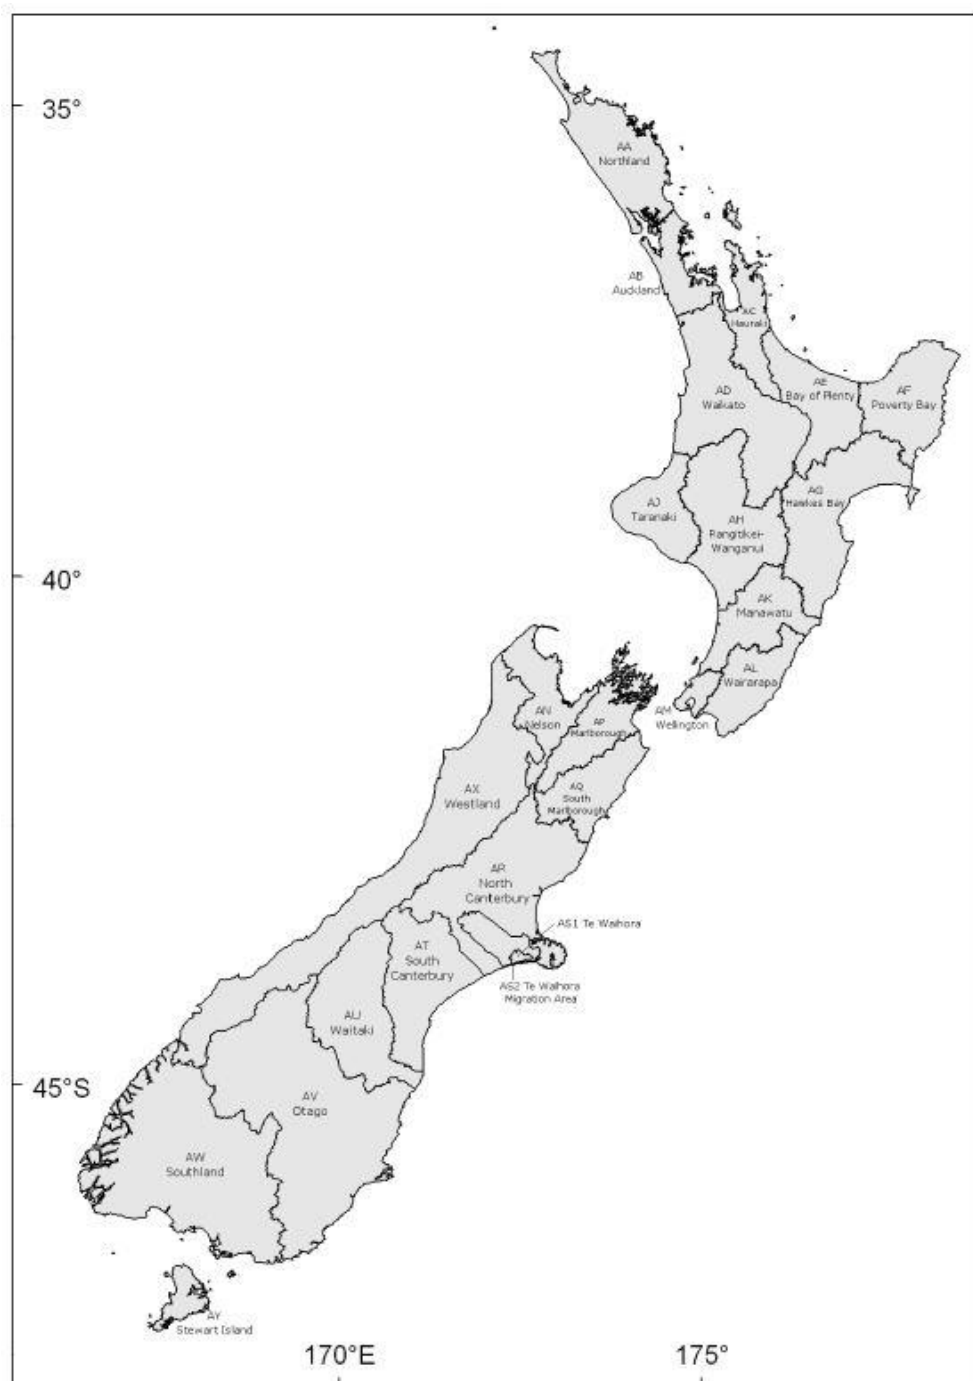 35°
AA
Northland
AB
Auckland
AC
Hauraki
AD
Waikato
AE
Bay of Plenty
AF
Poverty Bay
AG
Hawkes Bay
AJ
Taranaki
AH
Rangitikei-
Wanganui
40°
AK
Manawatu
AL
Wairarapa
AM
Wellington
AN
Nelson
AP
Marlborough
AQ
South
Marlborough
AX
Westland
AR
North
Canterbury
AS1 Te Waihora
AT
South
Canterbury
AS2 Te Waihora
Migration Area
AU
Waitaki
45°S
AV
Otago
AW
Southland
AY
Stewart Island
170°E
175°